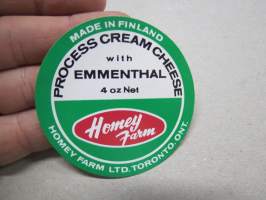 MADE IN FINLAND
PROCESS CREAM CHEESE
with
EMMENTHAL
4 oz Net
Homey
Farm
HOMEY FARM LTD. TORONTO. ONT.